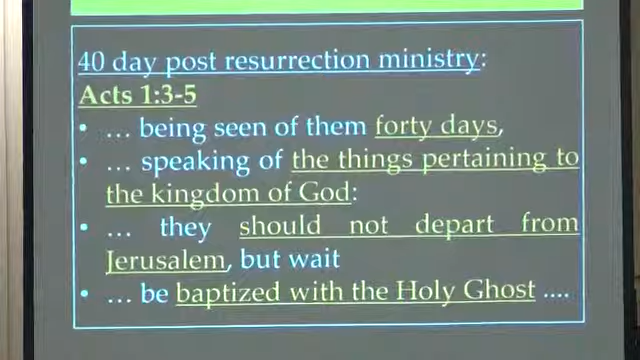 40 day post resurrection ministry:
Acts 1:3-5
• … being seen of them forty days,
• … speaking of the things pertaining to
the kingdom of God:
• … they should not depart from
Jerusalem, but wait
• … be baptized with the Holy Ghost ....